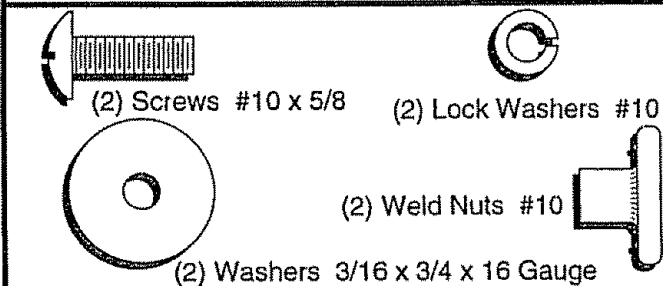 (2) Screws #10 x 5/8
(2) Lock Washers #10
(2) Weld Nuts #10
(2) Washers 3/16 x 3/4 x 16 Gauge